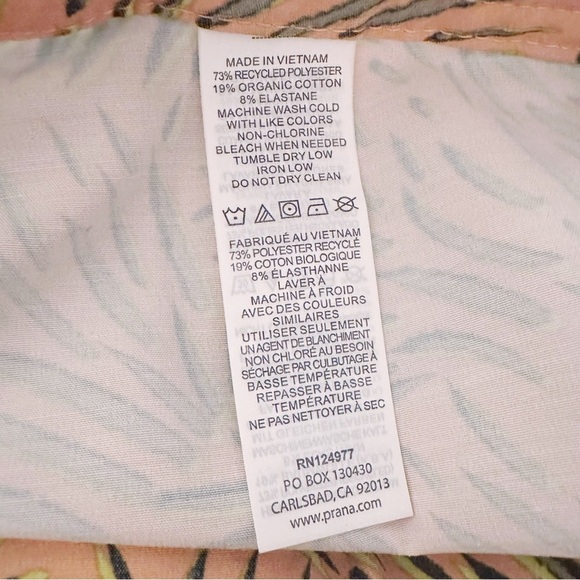 MADE IN VIETNAM
73% RECYCLED POLYESTER
19% ORGANIC COTTON
8% ELASTANE
MACHINE WASH COLD
WITH LIKE COLORS
NON-CHLORINE
BLEACH WHEN NEEDED
TUMBLE DRY LOW
IRON LOW
DO NOT DRY CLEAN
FABRIQUÉ AU VIETNAM
73% POLYESTER RECYCLÉ
19% COTON BIOLOGIQUE
8% ÉLASTHANNE
LAVER À
MACHINE À FROID
AVEC DES COULEURS
SIMILAIRES
UTILISER SEULEMENT
UN AGENT DE BLANCHIMENT
NON CHLORÉ AU BESOIN
SÉCHAGE PAR CULBUTAGE À
BASSE TEMPÉRATURE
REPASSER À BASSE
TEMPÉRATURE
NE PAS NETTOYER À SEC
RN124977
PO BOX 130430
CARLSBAD, CA 92013
www.prana.com